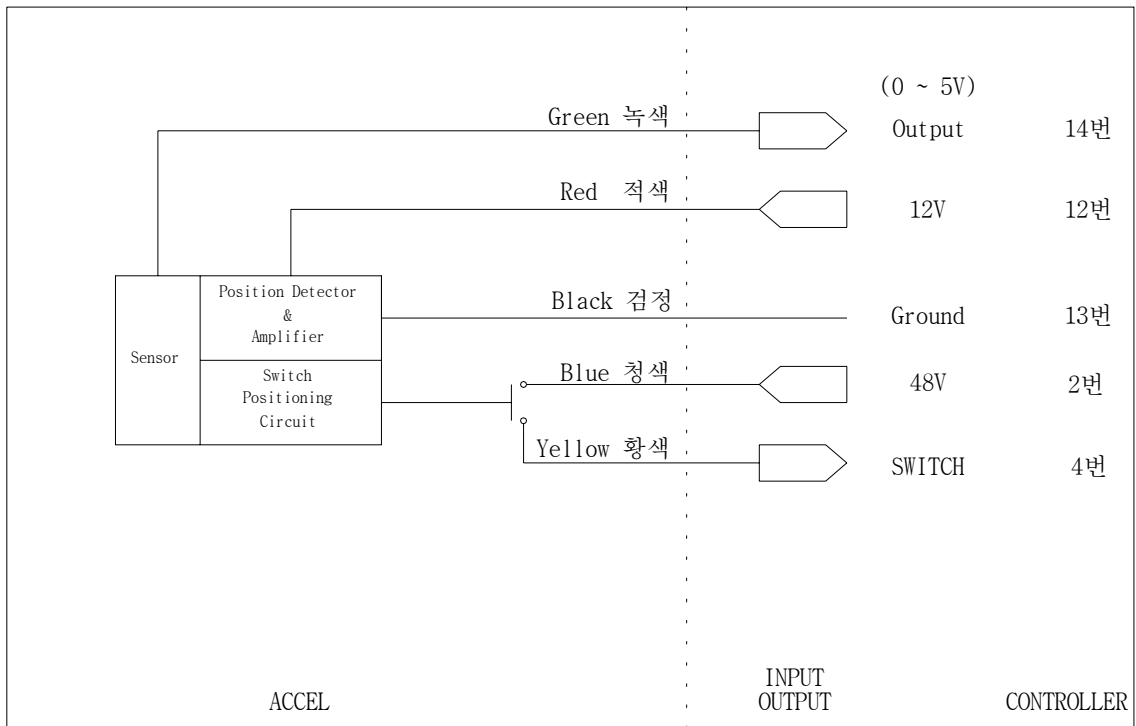 (0 ~ 5V)
Green 녹색
Output
14번
Red 적색
12V
12번
Sensor
Position Detector
&
Amplifier
Black 검정
Ground
13번
Switch
Positioning
Circuit
Blue 청색
48V
2번
Yellow 황색
SWITCH
4번
ACCEL
INPUT
OUTPUT
CONTROLLER